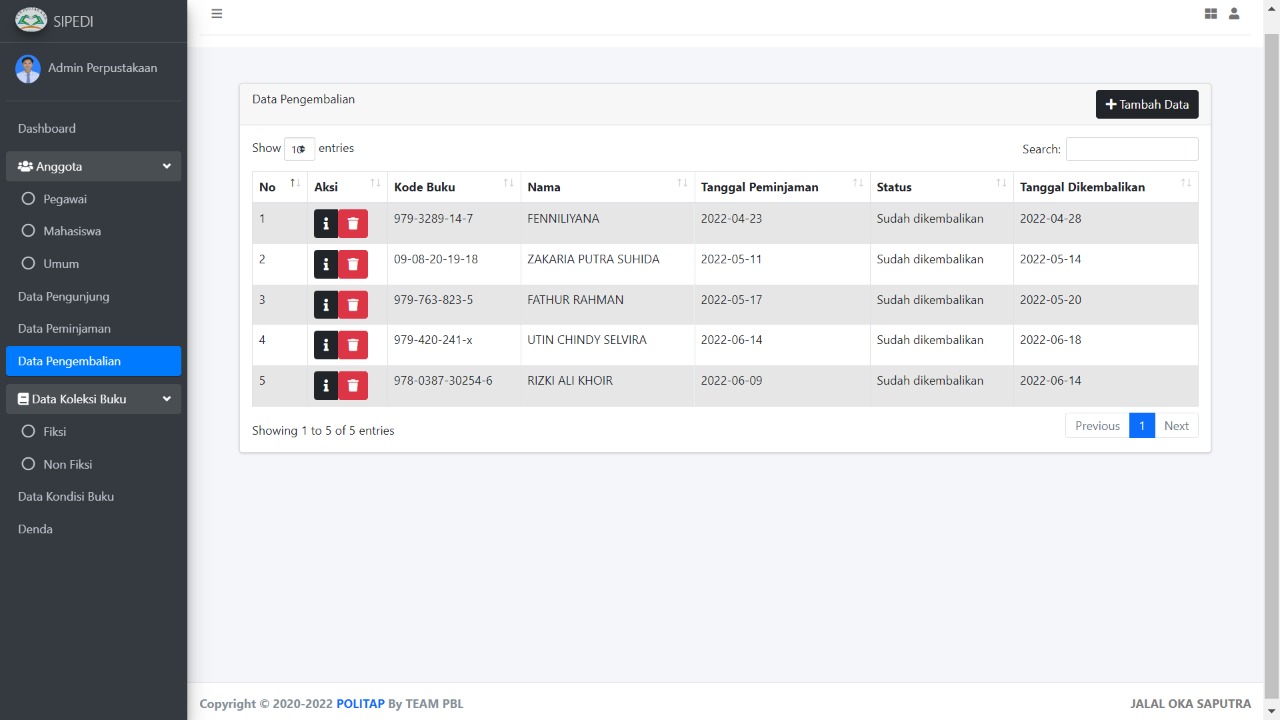 SIPEDI
Admin Perpustakaan
Dashboard
Anggota
Pegawai
Mahasiswa
Umum
Data Pengunjung
Data Peminjaman
Data Pengembalian
Data Koleksi Buku
Fiksi
Non Fiksi
Data Kondisi Buku
Denda
Data Pengembalian
Tambah Data
Show 10 entries
Search:
No Aksi Kode Buku Nama Tanggal Peminjaman Status Tanggal Dikembalikan
1 979-3289-14-7 FENNILIYANA 2022-04-23 Sudah dikembalikan 2022-04-28
2 09-08-20-19-18 ZAKARIA PUTRA SUHIDA 2022-05-11 Sudah dikembalikan 2022-05-14
3 979-763-823-5 FATHUR RAHMAN 2022-05-17 Sudah dikembalikan 2022-05-20
4 979-420-241-x UTIN CHINDY SELVIRA 2022-06-14 Sudah dikembalikan 2022-06-18
5 978-0387-30254-6 RIZKI ALI KHOIR 2022-06-09 Sudah dikembalikan 2022-06-14
Showing 1 to 5 of 5 entries
Previous 1 Next
Copyright © 2020-2022 POLITAP By TEAM PBL
JALAL OKA SAPUTRA